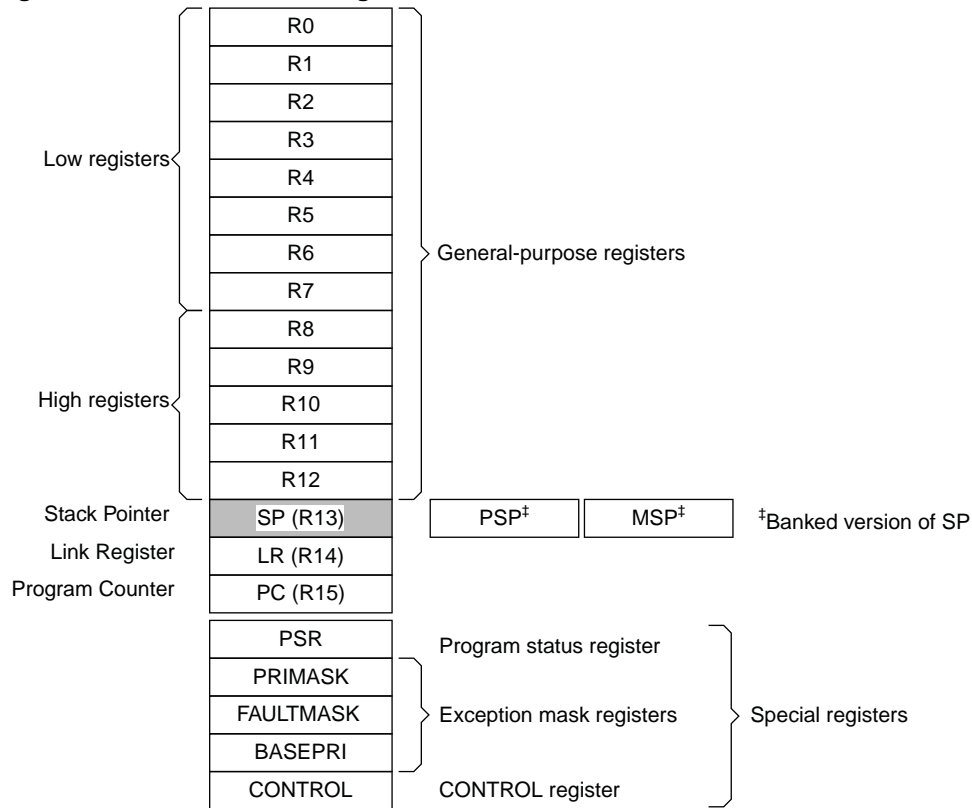 R0
R1
R2
R3
Low registers
R4
R5
R6
General-purpose registers
R7
R8
R9
High registers
R10
R11
R12
Stack Pointer
SP (R13)
PSP‡
MSP‡
‡Banked version of SP
Link Register
LR (R14)
Program Counter
PC (R15)
PSR
Program status register
PRIMASK
FAULTMASK
Exception mask registers
Special registers
BASEPRI
CONTROL
CONTROL register